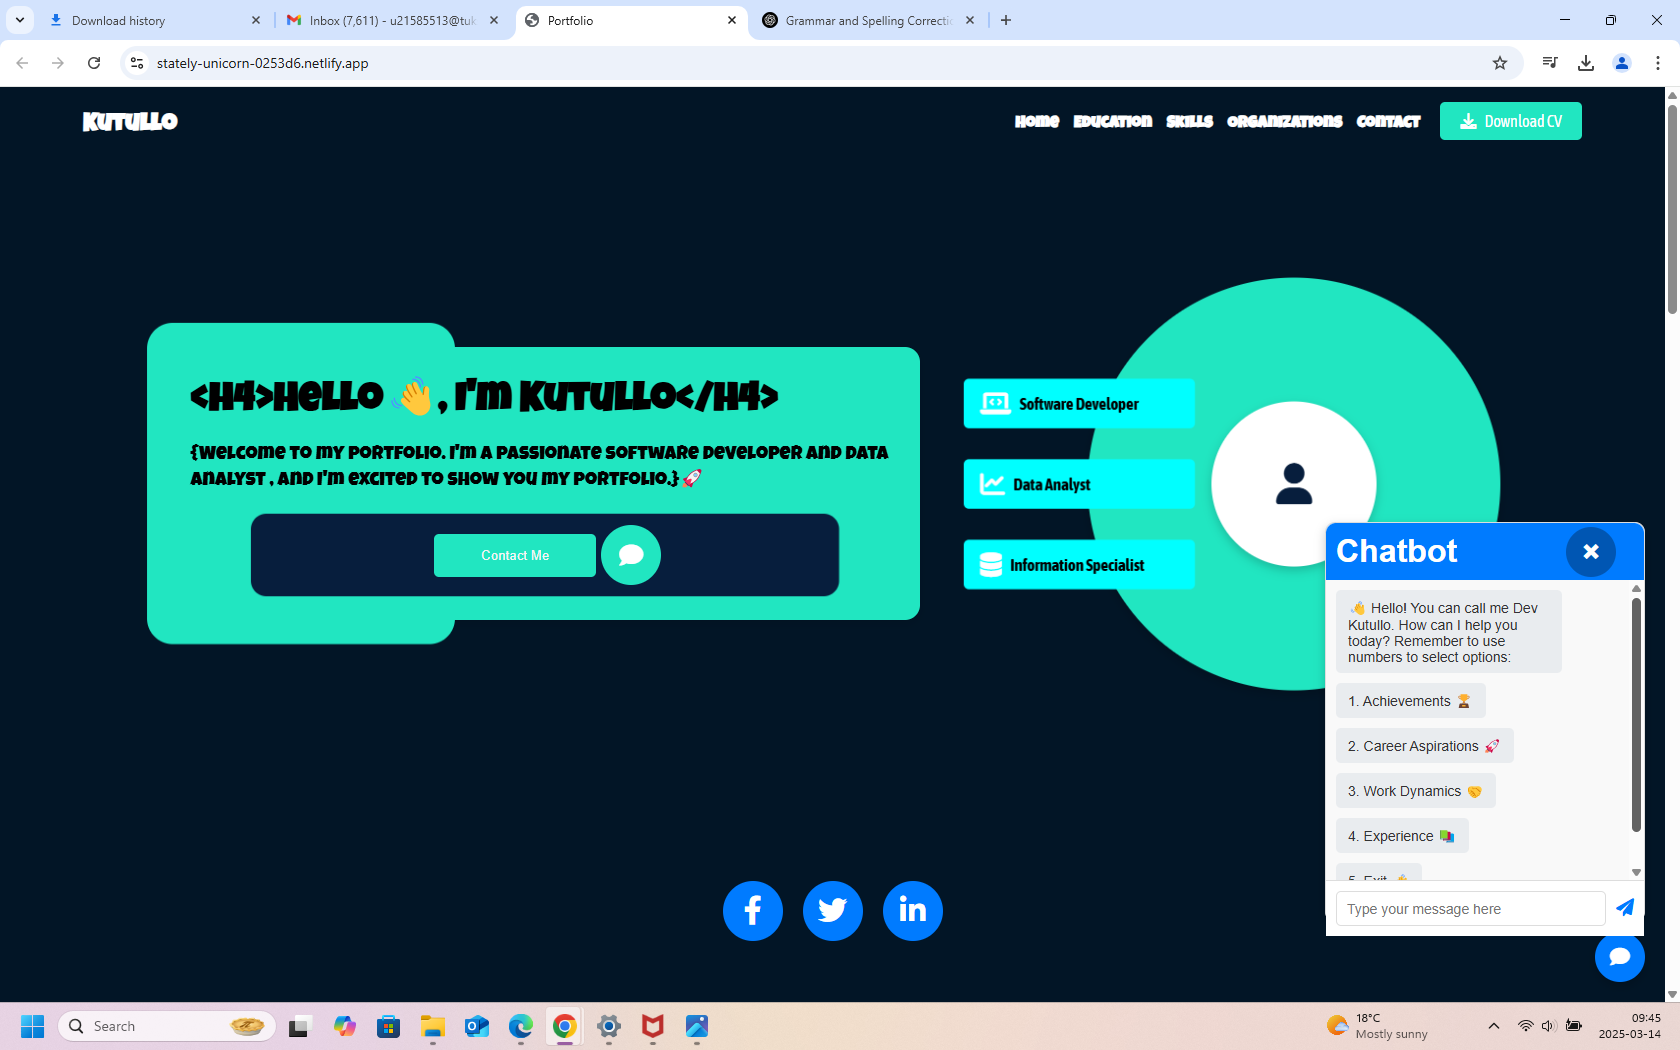 Download history
Inbox (7,611) - u21585513@tuk
Portfolio
Grammar and Spelling Correctio
stately-unicorn-0253d6.netlify.app
Kutullo
Home
Education
Skills
Organizations
Contact
Download CV
<H4>Hello 👋, I'm Kutullo</H4>
{Welcome to my portfolio. I'm a passionate software developer and data
analyst , and I'm excited to show you my portfolio.}🚀
Contact Me
Software Developer
Data Analyst
Information Specialist
Chatbot
👋 Hello! You can call me Dev
Kutullo. How can I help you
today? Remember to use
numbers to select options:
1. Achievements 🏆
2. Career Aspirations 🚀
3. Work Dynamics 🤝
4. Experience 📚
5. Exit 👋
Type your message here
Search
18°C
Mostly sunny
09:45
2025-03-14